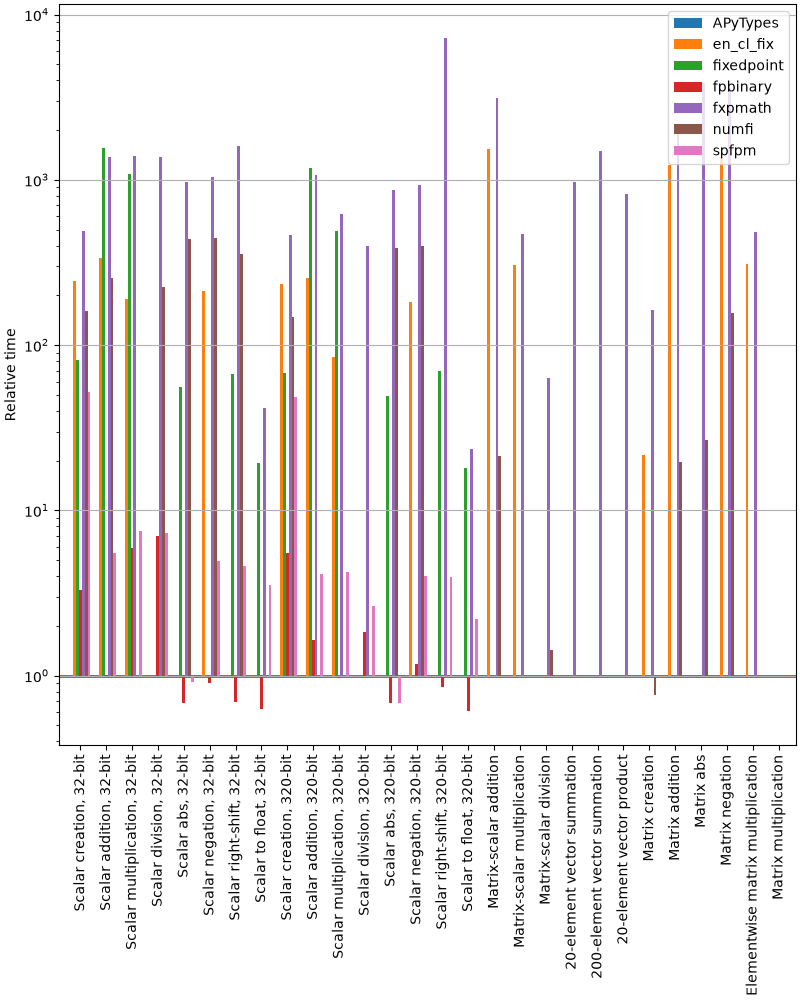 Relative time
10⁴
10³
10²
10¹
10⁰
APyTypes
en_cl_fix
fixedpoint
fpbinary
fxpmath
numfi
spfpm
Scalar creation, 32-bit
Scalar addition, 32-bit
Scalar multiplication, 32-bit
Scalar division, 32-bit
Scalar abs, 32-bit
Scalar negation, 32-bit
Scalar right-shift, 32-bit
Scalar to float, 32-bit
Scalar creation, 320-bit
Scalar addition, 320-bit
Scalar multiplication, 320-bit
Scalar division, 320-bit
Scalar abs, 320-bit
Scalar negation, 320-bit
Scalar right-shift, 320-bit
Scalar to float, 320-bit
Matrix-scalar addition
Matrix-scalar multiplication
Matrix-scalar division
20-element vector summation
200-element vector summation
20-element vector product
Matrix creation
Matrix addition
Matrix abs
Matrix negation
Elementwise matrix multiplication
Matrix multiplication